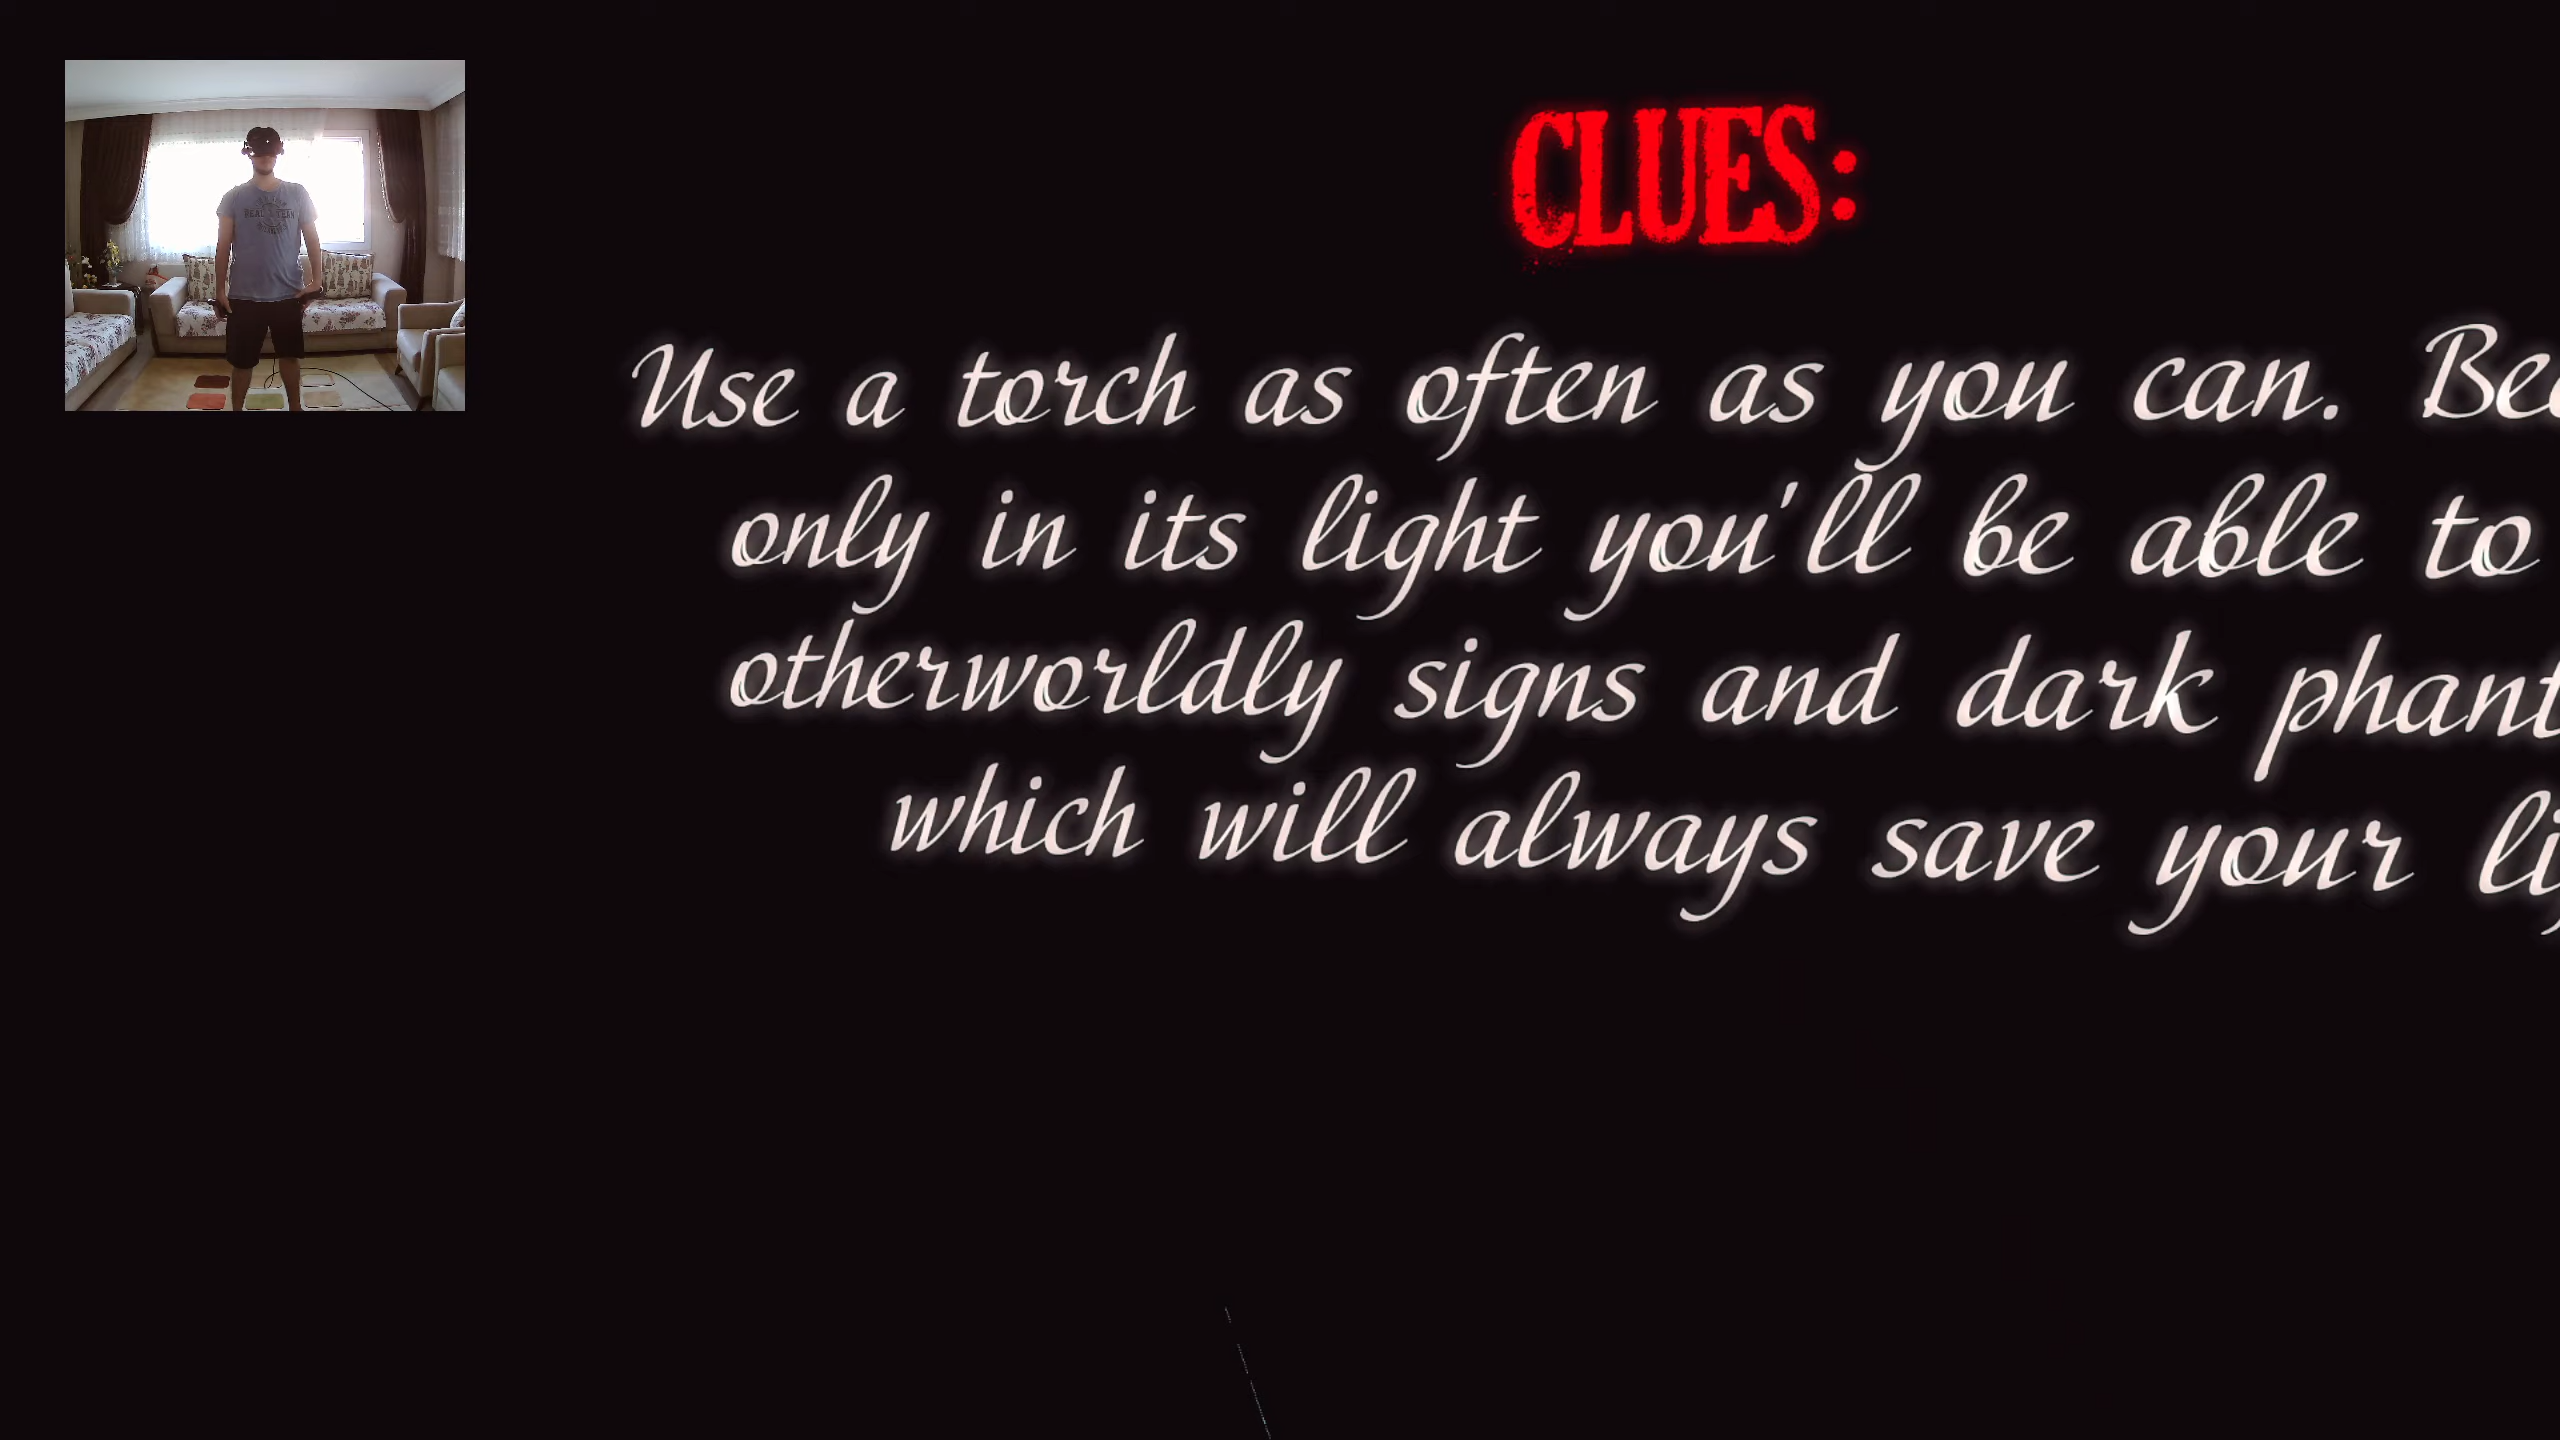 CLUES:
Use a torch as often as you can.
only in its light you'll be able to
otherworldly signs and dark
which will always save your